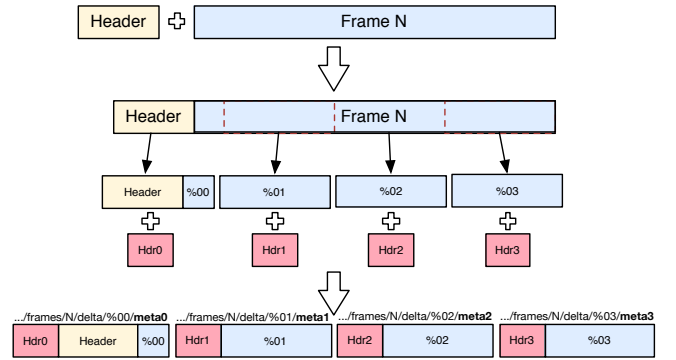 Header Frame N
Header Frame N
Header %00 %01 %02 %03
Hdr0 Hdr1 Hdr2 Hdr3
.../frames/N/delta/%00/meta0 .../frames/N/delta/%01/meta1 .../frames/N/delta/%02/meta2 .../frames/N/delta/%03/meta3
Hdr0 Header %00 Hdr1 %01 Hdr2 %02 Hdr3 %03